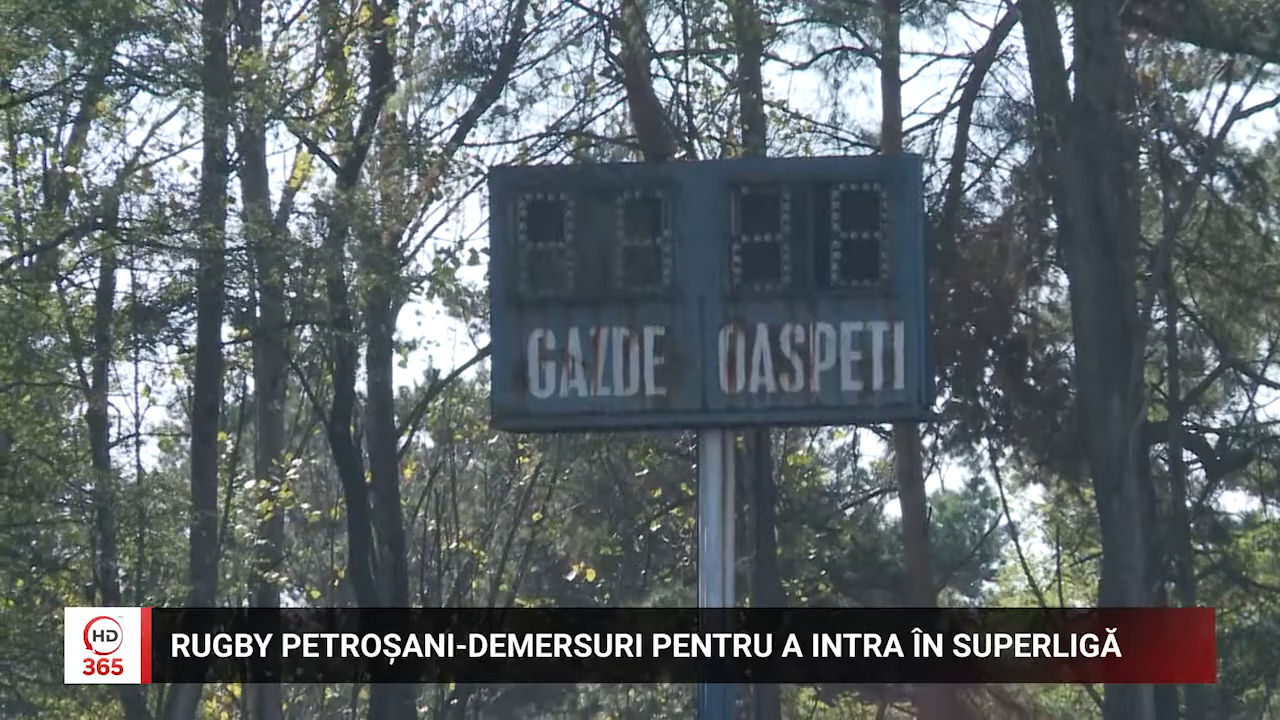 GAZDE OASPETI
HD
365
RUGBY PETROȘANI-DEMERSURI PENTRU A INTRA ÎN SUPERLIGĂ